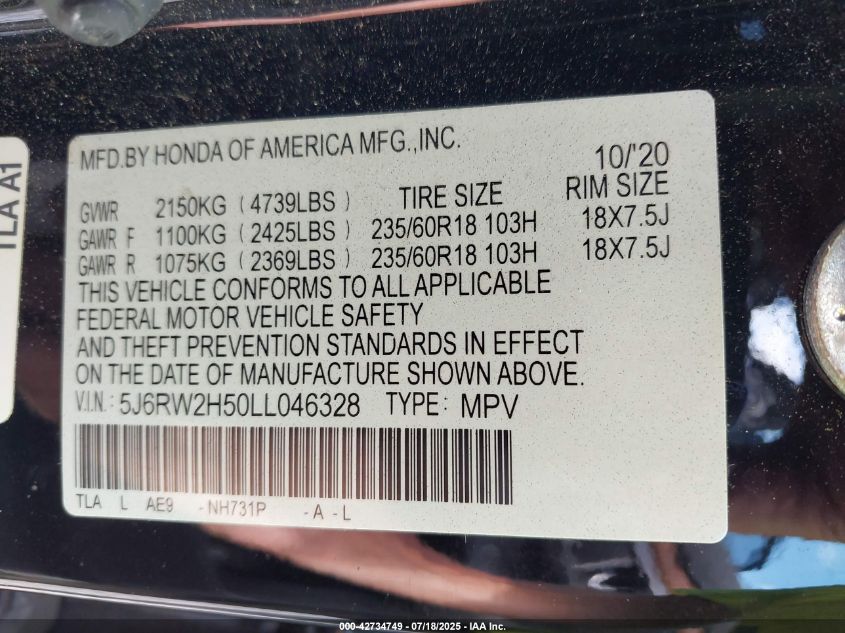 MFD.BY HONDA OF AMERICA MFG.,INC. 10/'20
TIRE SIZE RIM SIZE
GVWR 2150KG ( 4739LBS )
GAWR F 1100KG ( 2425LBS ) 235/60R18 103H 18X7.5J
GAWR R 1075KG ( 2369LBS ) 235/60R18 103H 18X7.5J
THIS VEHICLE CONFORMS TO ALL APPLICABLE
FEDERAL MOTOR VEHICLE SAFETY
AND THEFT PREVENTION STANDARDS IN EFFECT
ON THE DATE OF MANUFACTURE SHOWN ABOVE.
V.I.N.: 5J6RW2H50LL046328 TYPE: MPV
TLA L AE9 -NH731P -A-L
TLA A1
000-42734749 - 07/18/2025 - IAA Inc.